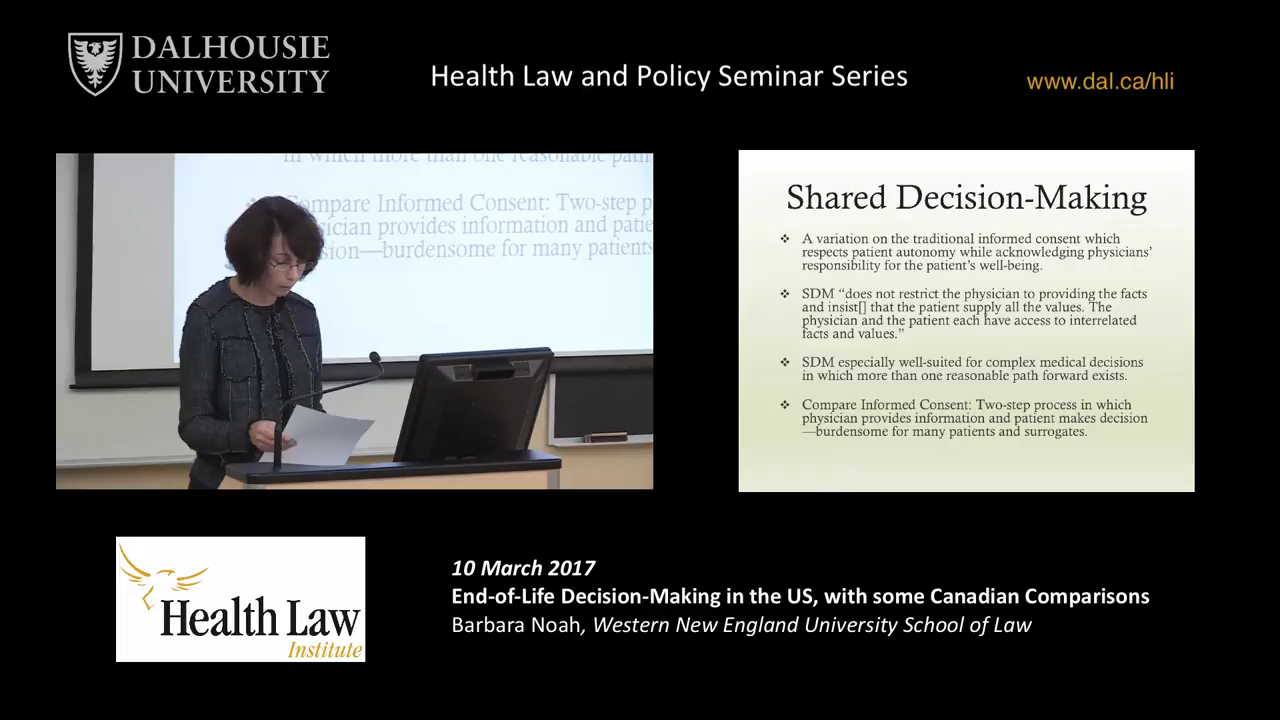 DALHOUSIE
UNIVERSITY
Health Law and Policy Seminar Series
www.dal.ca/hli
in which more than one reasonable path
Compare Informed Consent: Two-step p
sician provides information and patie
sion—burdensome for many patients
Shared Decision-Making
❖ A variation on the traditional informed consent which
respects patient autonomy while acknowledging physicians’
responsibility for the patient’s well-being.
❖ SDM “does not restrict the physician to providing the facts
and insist[] that the patient supply all the values. The
physician and the patient each have access to interrelated
facts and values.”
❖ SDM especially well-suited for complex medical decisions
in which more than one reasonable path forward exists.
❖ Compare Informed Consent: Two-step process in which
physician provides information and patient makes decision
—burdensome for many patients and surrogates.
Health Law
Institute
10 March 2017
End-of-Life Decision-Making in the US, with some Canadian Comparisons
Barbara Noah, Western New England University School of Law